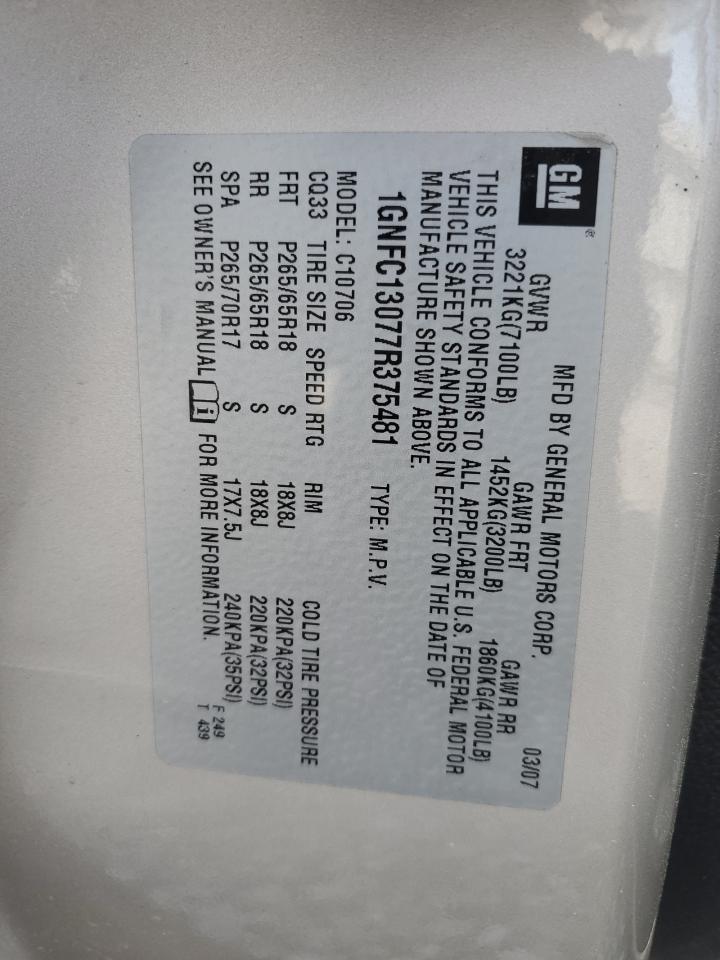 GM®
MFD BY GENERAL MOTORS CORP. 03/07
GVWR GAWR FRT GAWR RR
3221KG(7100LB) 1452KG(3200LB) 1860KG(4100LB)
THIS VEHICLE CONFORMS TO ALL APPLICABLE U.S. FEDERAL MOTOR
VEHICLE SAFETY STANDARDS IN EFFECT ON THE DATE OF
MANUFACTURE SHOWN ABOVE.
1GNFC13077R375481 TYPE: M.P.V.
MODEL: C10706
CQ33 TIRE SIZE SPEED RTG RIM COLD TIRE PRESSURE
FRT P265/65R18 S 18X8J 220KPA(32PSI)
RR P265/65R18 S 18X8J 220KPA(32PSI)
SPA P265/70R17 S 17X7.5J 240KPA(35PSI)
SEE OWNER'S MANUAL i FOR MORE INFORMATION.
F 249
T 439